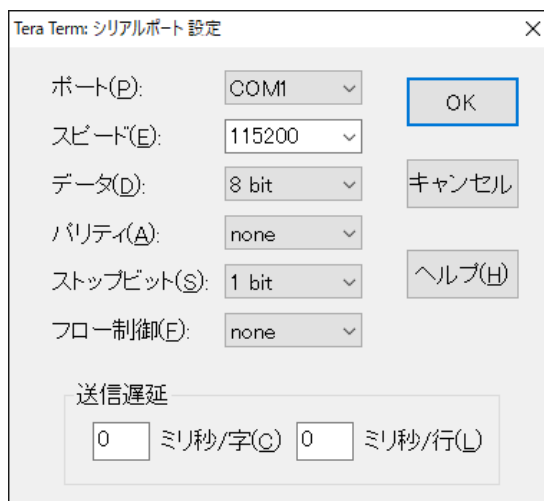 Tera Term: シリアルポート 設定
ポート(P): COM1
OK
スピード(E): 115200
データ(D): 8 bit
キャンセル
パリティ(A): none
ストップビット(S): 1 bit
ヘルプ(H)
フロー制御(F): none
送信遅延
0 ミリ秒/字(C) 0 ミリ秒/行(L)